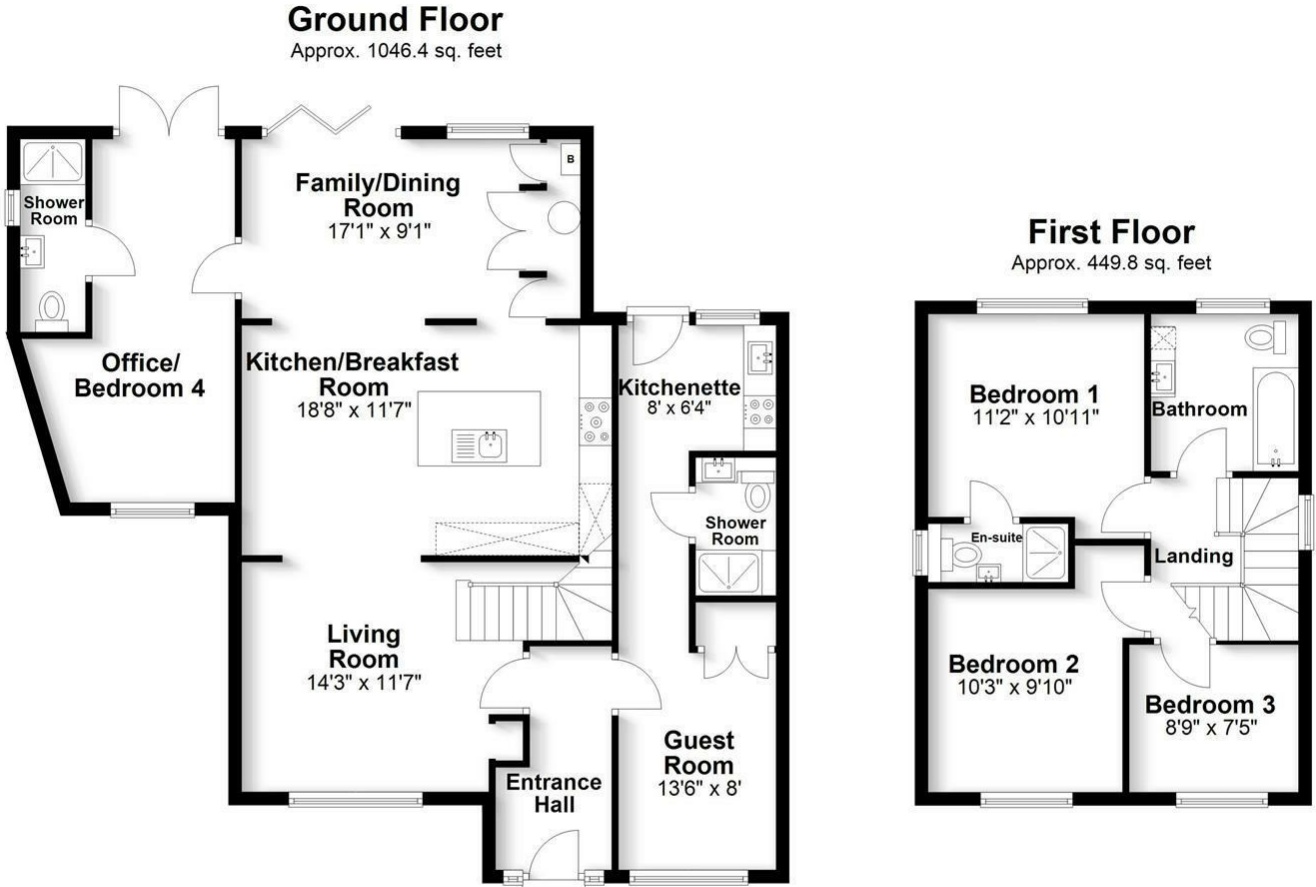 Ground Floor
Approx. 1046.4 sq. feet
Shower
Room
Family/Dining
Room
17'1" x 9'1"
B
Office/
Bedroom 4
Kitchen/Breakfast
Room
18'8" x 11'7"
Kitchenette
8' x 6'4"
Shower
Room
Living
Room
14'3" x 11'7"
Entrance
Hall
Guest
Room
13'6" x 8'
First Floor
Approx. 449.8 sq. feet
Bedroom 1
11'2" x 10'11"
Bathroom
En-suite
Landing
Bedroom 2
10'3" x 9'10"
Bedroom 3
8'9" x 7'5"